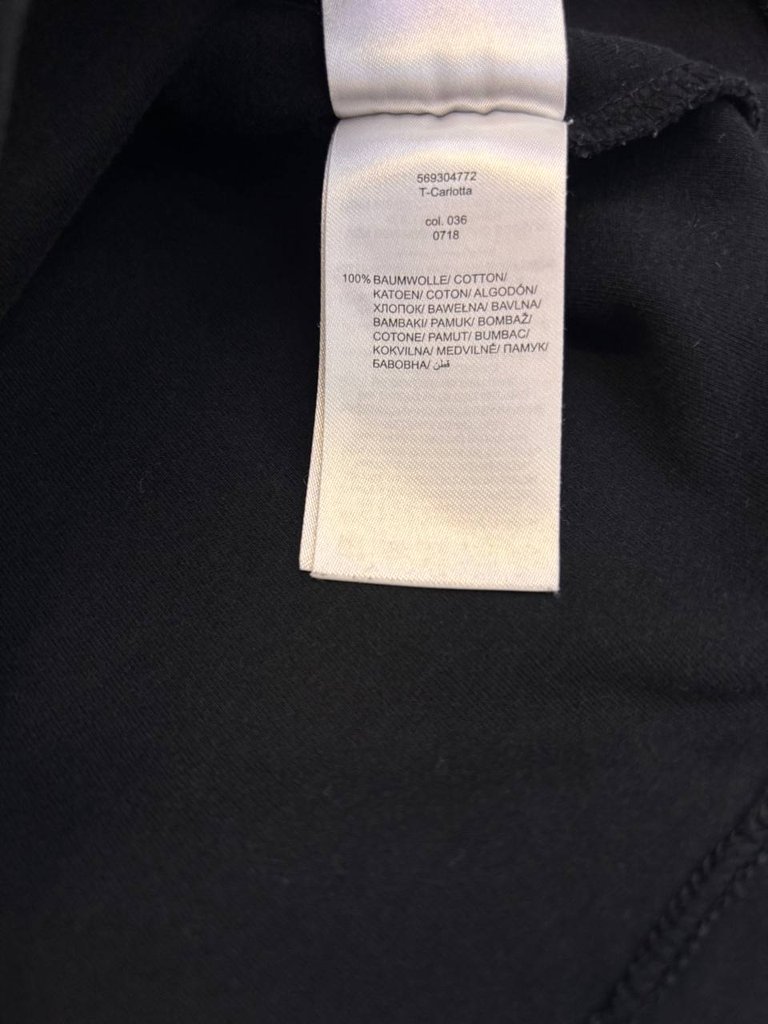 569304772
T-Carlotta
col. 036
0718
100% BAUMWOLLE/ COTTON/
KATOEN/ COTON/ ALGODÓN/
ХЛОПОК/ BAWEŁNA/ BAVLNA/
BAMBAKI/ PAMUK/ BOMBAŽ/
COTONE/ PAMUT/ BUMBAC/
KOKVILNA/ MEDVILNĖ/ ПАМУК/
БАВОВНА/ قطن